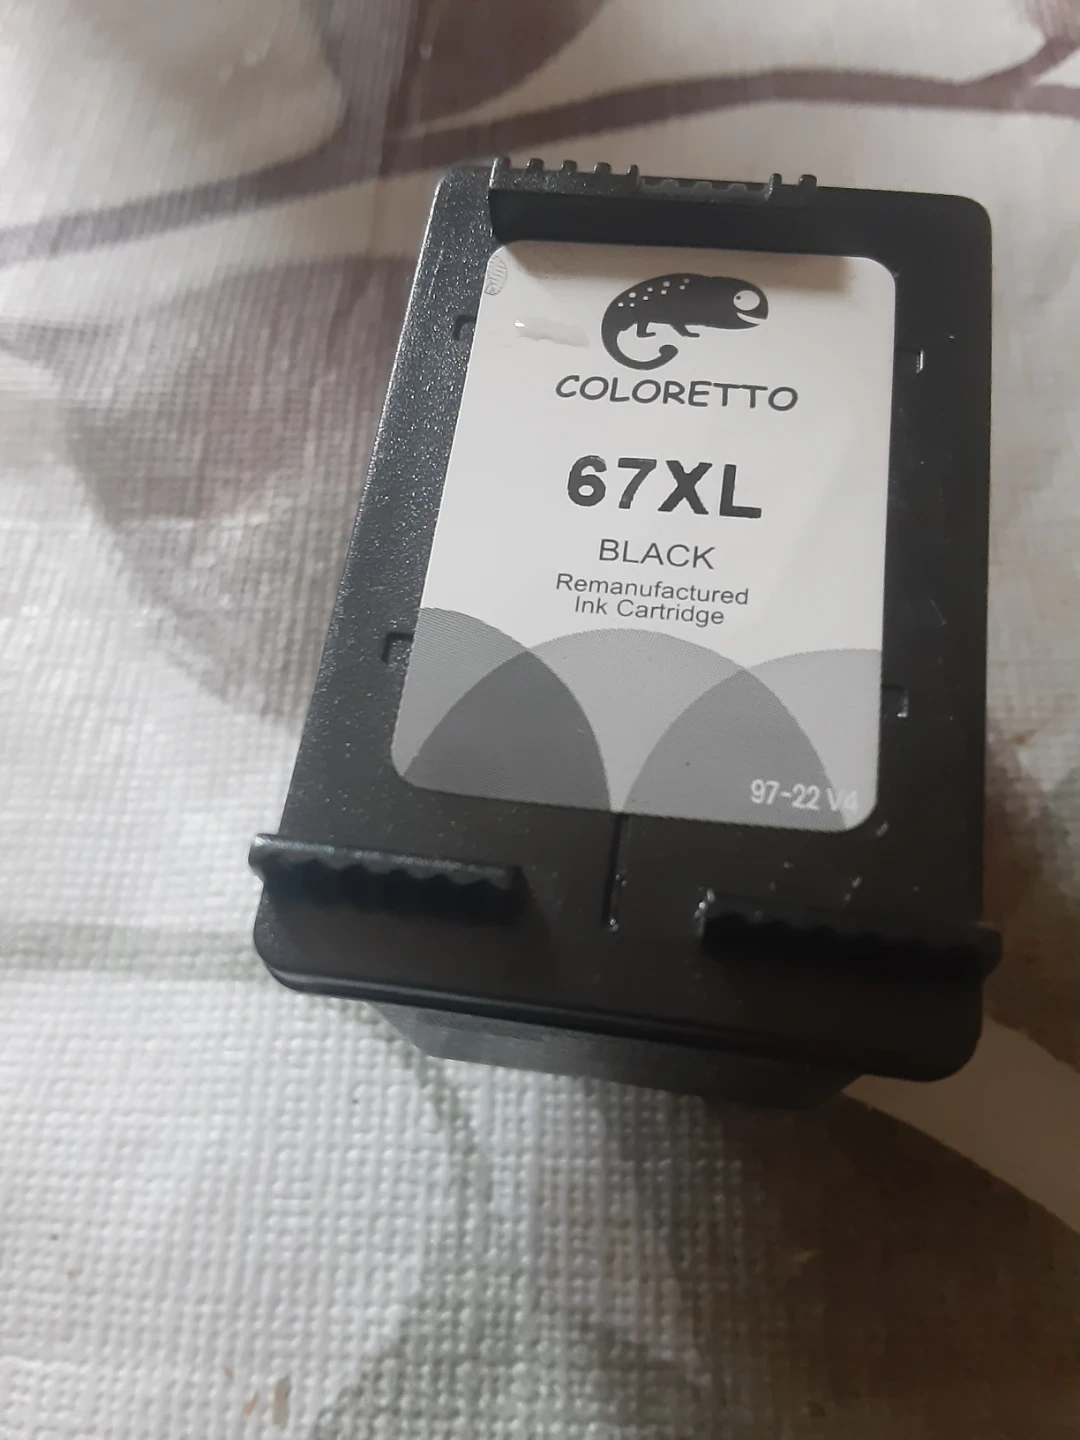 COLORETTO
67XL
BLACK
Remanufactured
Ink Cartridge
97-22 V4